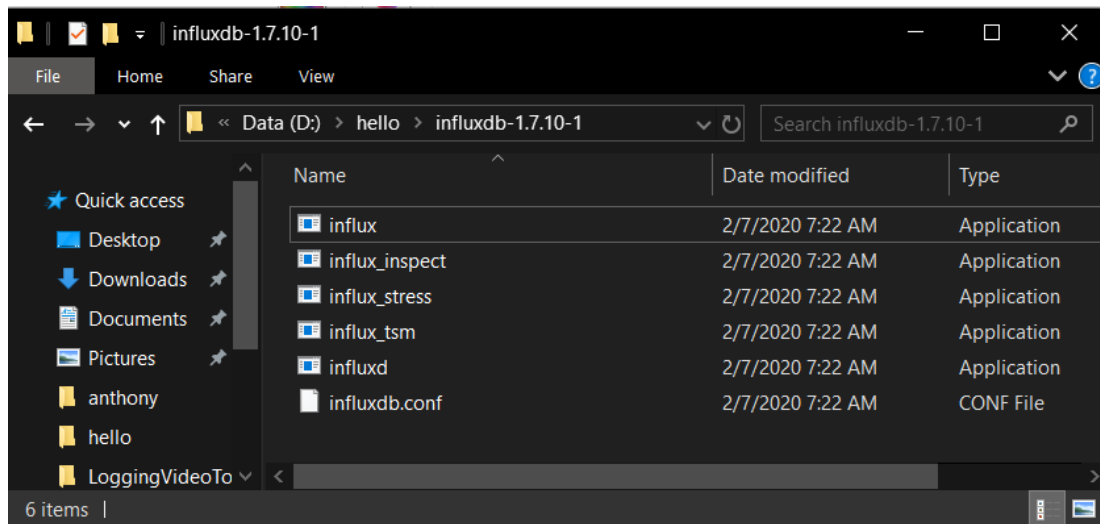 influxdb-1.7.10-1
File Home Share View
« Data (D:) > hello > influxdb-1.7.10-1 Search influxdb-1.7.10-1
Name Date modified Type
Quick access
Desktop
Downloads
Documents
Pictures
anthony
hello
LoggingVideoTo
influx 2/7/2020 7:22 AM Application
influx_inspect 2/7/2020 7:22 AM Application
influx_stress 2/7/2020 7:22 AM Application
influx_tsm 2/7/2020 7:22 AM Application
influxd 2/7/2020 7:22 AM Application
influxdb.conf 2/7/2020 7:22 AM CONF File
6 items